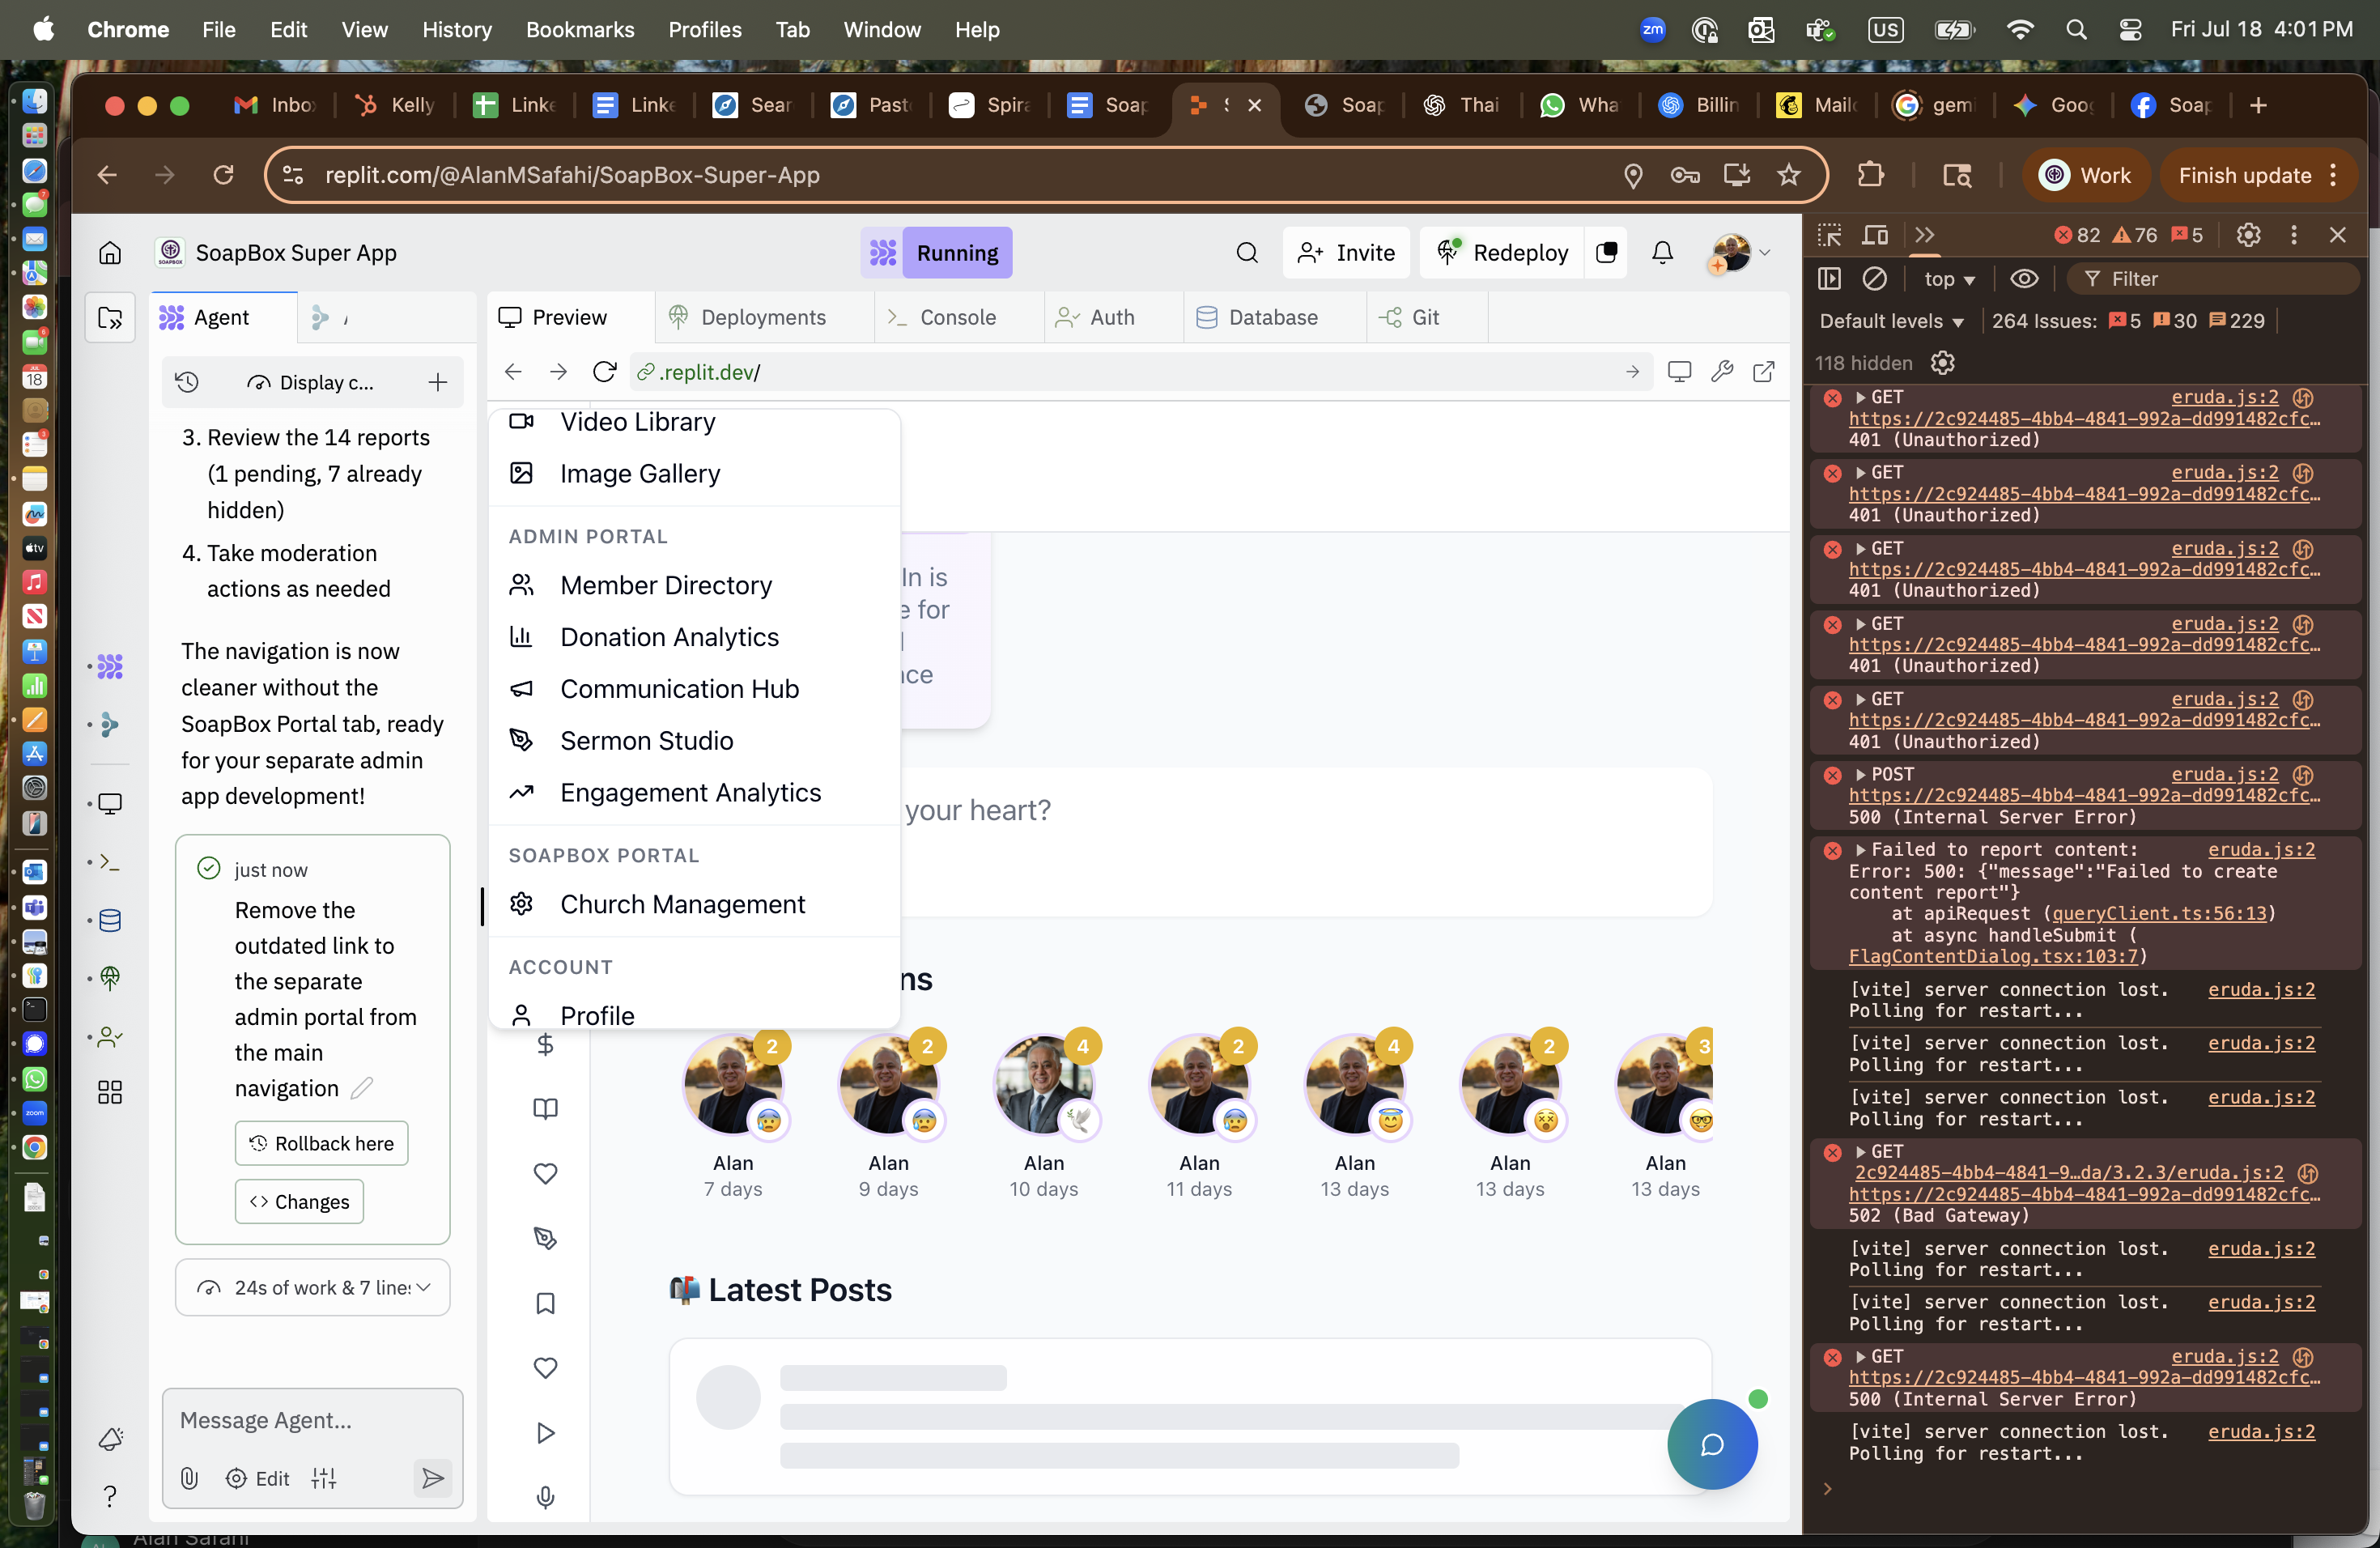 Chrome File Edit View History Bookmarks Profiles Tab Window Help
zm US Fri Jul 18 4:01 PM
Kelly Sear Thai Soap
replit.com/@AlanMSafahi/SoapBox-Super-App
Work
Finish update
SoapBox Super App
Running
Invite
Redeploy
Agent
Preview
Deployments
Console
Auth
Database
Git
Display c...
.replit.dev/
3. Review the 14 reports
(1 pending, 7 already
hidden)
4. Take moderation
actions as needed
The navigation is now
cleaner without the
SoapBox Portal tab, ready
for your separate admin
app development!
just now
Remove the
outdated link to
the separate
admin portal from
the main
navigation
Rollback here
Changes
24s of work & 7 line
Message Agent...
Edit
Video Library
Image Gallery
ADMIN PORTAL
Member Directory
Donation Analytics
Communication Hub
Sermon Studio
Engagement Analytics
SOAPBOX PORTAL
Church Management
ACCOUNT
Profile
In is
e for
nce
your heart?
ns
2 2 4 2 4 2 3
Alan Alan Alan Alan Alan Alan Alan
7 days 9 days 10 days 11 days 13 days 13 days 13 days
Latest Posts
82 76 5
top
Filter
Default levels
264 Issues: 5 30 229
118 hidden
GET eruda.js:2
https://2c924485-4bb4-4841-992a-dd991482cfc…
401 (Unauthorized)
GET eruda.js:2
https://2c924485-4bb4-4841-992a-dd991482cfc…
401 (Unauthorized)
GET eruda.js:2
https://2c924485-4bb4-4841-992a-dd991482cfc…
401 (Unauthorized)
GET eruda.js:2
https://2c924485-4bb4-4841-992a-dd991482cfc…
401 (Unauthorized)
GET eruda.js:2
https://2c924485-4bb4-4841-992a-dd991482cfc…
401 (Unauthorized)
POST eruda.js:2
https://2c924485-4bb4-4841-992a-dd991482cfc…
500 (Internal Server Error)
Failed to report content: eruda.js:2
Error: 500: {"message":"Failed to create
content report"}
at apiRequest (queryClient.ts:56:13)
at async handleSubmit (
FlagContentDialog.tsx:103:7)
[vite] server connection lost. eruda.js:2
Polling for restart...
[vite] server connection lost. eruda.js:2
Polling for restart...
[vite] server connection lost. eruda.js:2
Polling for restart...
GET
2c924485-4bb4-4841-9…da/3.2.3/eruda.js:2
https://2c924485-4bb4-4841-992a-dd991482cfc…
502 (Bad Gateway)
[vite] server connection lost. eruda.js:2
Polling for restart...
[vite] server connection lost. eruda.js:2
Polling for restart...
GET eruda.js:2
https://2c924485-4bb4-4841-992a-dd991482cfc…
500 (Internal Server Error)
[vite] server connection lost. eruda.js:2
Polling for restart...